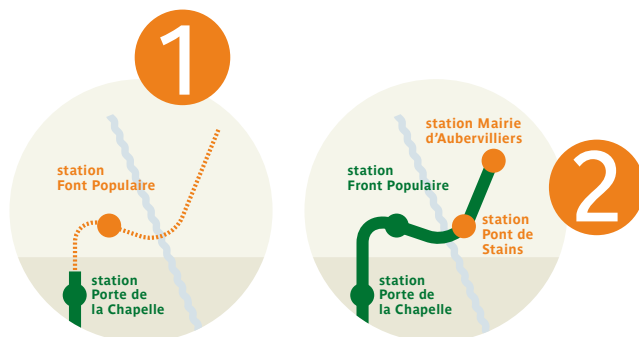 1
station
Font Populaire
station
Porte de
la Chapelle
2
station Mairie
d'Aubervilliers
station
Front Populaire
station
Pont de
Stains
station
Porte de
la Chapelle